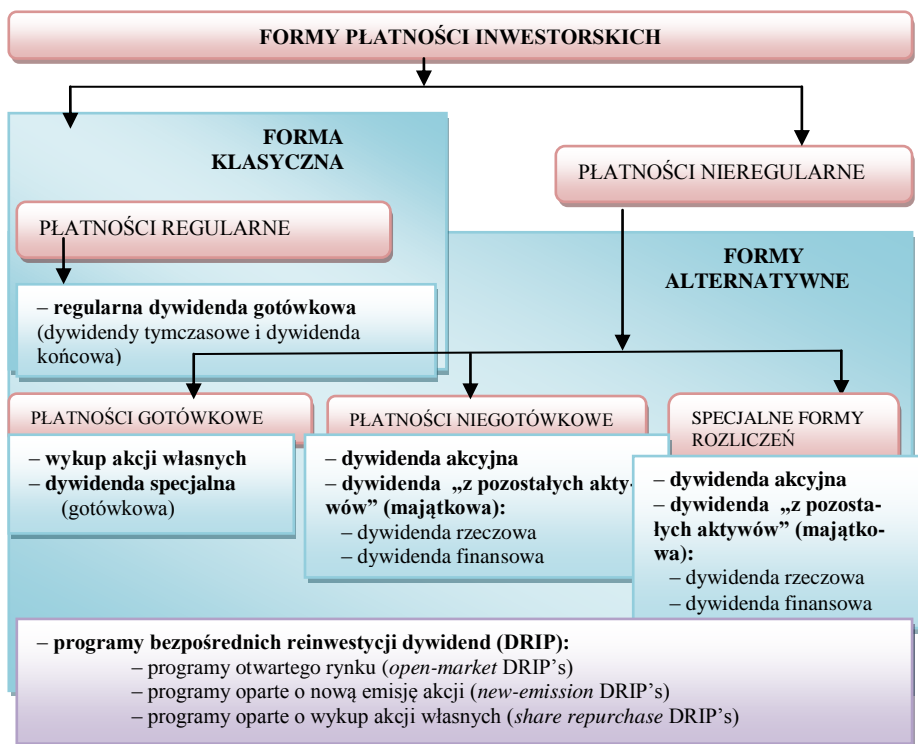 FORMY PŁATNOŚCI INWESTORSKICH
FORMA
KLASYCZNA
PŁATNOŚCI NIEREGULARNE
PŁATNOŚCI REGULARNE
FORMY
ALTERNATYWNE
– regularna dywidenda gotówkowa
(dywidendy tymczasowe i dywidenda
końcowa)
PŁATNOŚCI GOTÓWKOWE
– wykup akcji własnych
– dywidenda specjalna
(gotówkowa)
PŁATNOŚCI NIEGOTÓWKOWE
– dywidenda akcyjna
– dywidenda „z pozostałych akty-
wów” (majątkowa):
– dywidenda rzeczowa
– dywidenda finansowa
SPECJALNE FORMY
ROZLICZEŃ
– dywidenda akcyjna
– dywidenda „z pozosta-
łych aktywów” (majątko-
wa):
– dywidenda rzeczowa
– dywidenda finansowa
– programy bezpośrednich reinwestycji dywidend (DRIP):
– programy otwartego rynku (open-market DRIP’s)
– programy oparte o nową emisję akcji (new-emission DRIP’s)
– programy oparte o wykup akcji własnych (share repurchase DRIP’s)